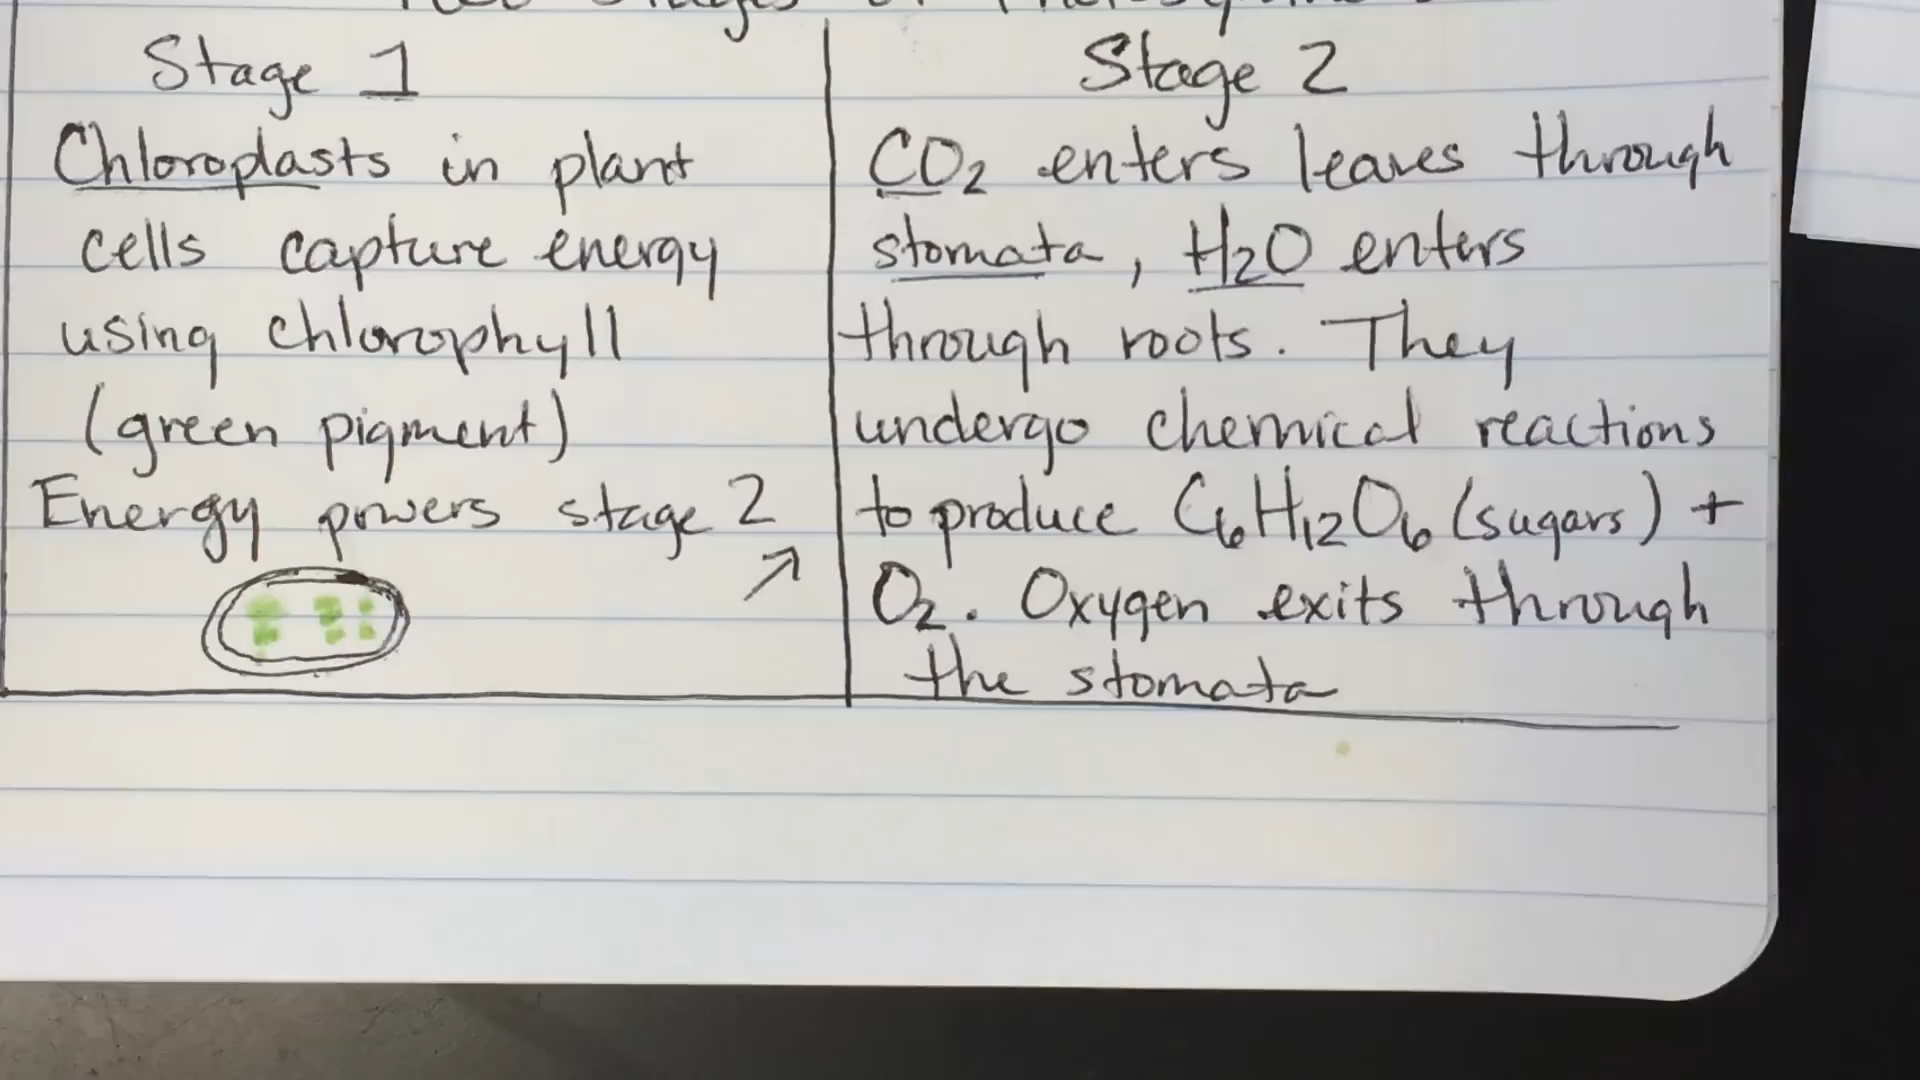 Stages of
Stage 1
Chloroplasts in plant
cells capture energy
using chlorophyll
(green pigment)
Energy powers stage 2
Stage 2
CO₂ enters leaves through
stomata, H₂O enters
through roots. They
undergo chemical reactions
to produce C₆H₁₂O₆ (sugars) +
O₂. Oxygen exits through
the stomata